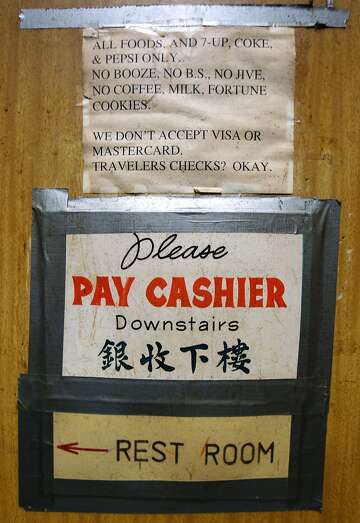 ALL FOODS, AND 7-UP, COKE,
& PEPSI ONLY.
NO BOOZE, NO B.S., NO JIVE,
NO COFFEE, MILK, FORTUNE
COOKIES.
WE DON'T ACCEPT VISA OR
MASTERCARD.
TRAVELERS CHECKS? OKAY.
Please
PAY CASHIER
Downstairs
銀收下樓
REST ROOM